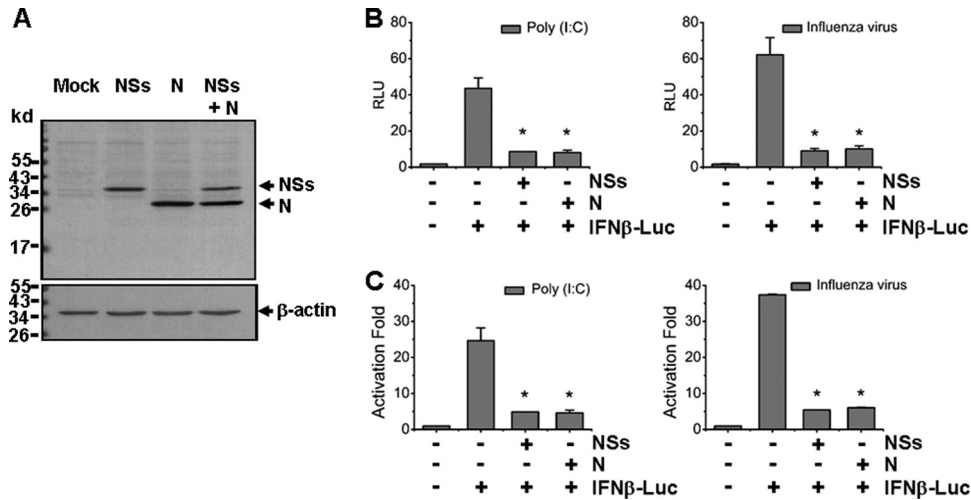 A
Mock NSs N NSs
+ N
kd
55
43
34
26
17
NSs
N
55
43
34
26
β-actin
B
80
60
40
20
0
RLU
Poly (I:C)
- - + - NSs
- - - + N
- + + + IFNβ-Luc
80
60
40
20
0
RLU
Influenza virus
* *
- - + - NSs
- - - + N
- + + + IFNβ-Luc
C
40
30
20
10
0
Activation Fold
Poly (I:C)
* *
- - + - NSs
- - - + N
- + + + IFNβ-Luc
40
30
20
10
0
Activation Fold
Influenza virus
* *
- - + - NSs
- - - + N
- + + + IFNβ-Luc